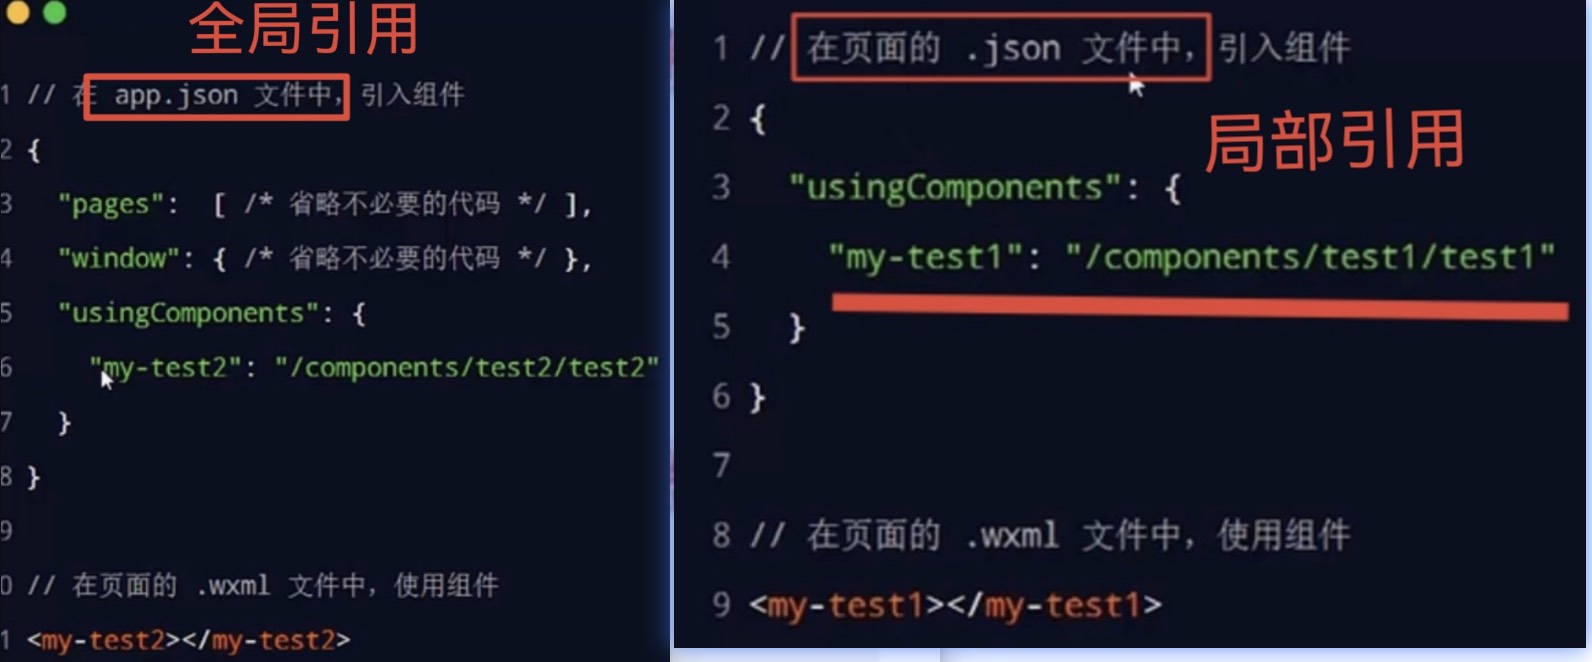 全局引用
1 // 在 app.json 文件中，引入组件
2 {
3 "pages": [ /* 省略不必要的代码 */ ],
4 "window": { /* 省略不必要的代码 */ },
5 "usingComponents": {
6 "my-test2": "/components/test2/test2"
7 }
8 }
9
0 // 在页面的 .wxml 文件中，使用组件
1 <my-test2></my-test2>
1 // 在页面的 .json 文件中，引入组件
局部引用
2 {
3 "usingComponents": {
4 "my-test1": "/components/test1/test1"
5 }
6 }
7
8 // 在页面的 .wxml 文件中，使用组件
9 <my-test1></my-test1>